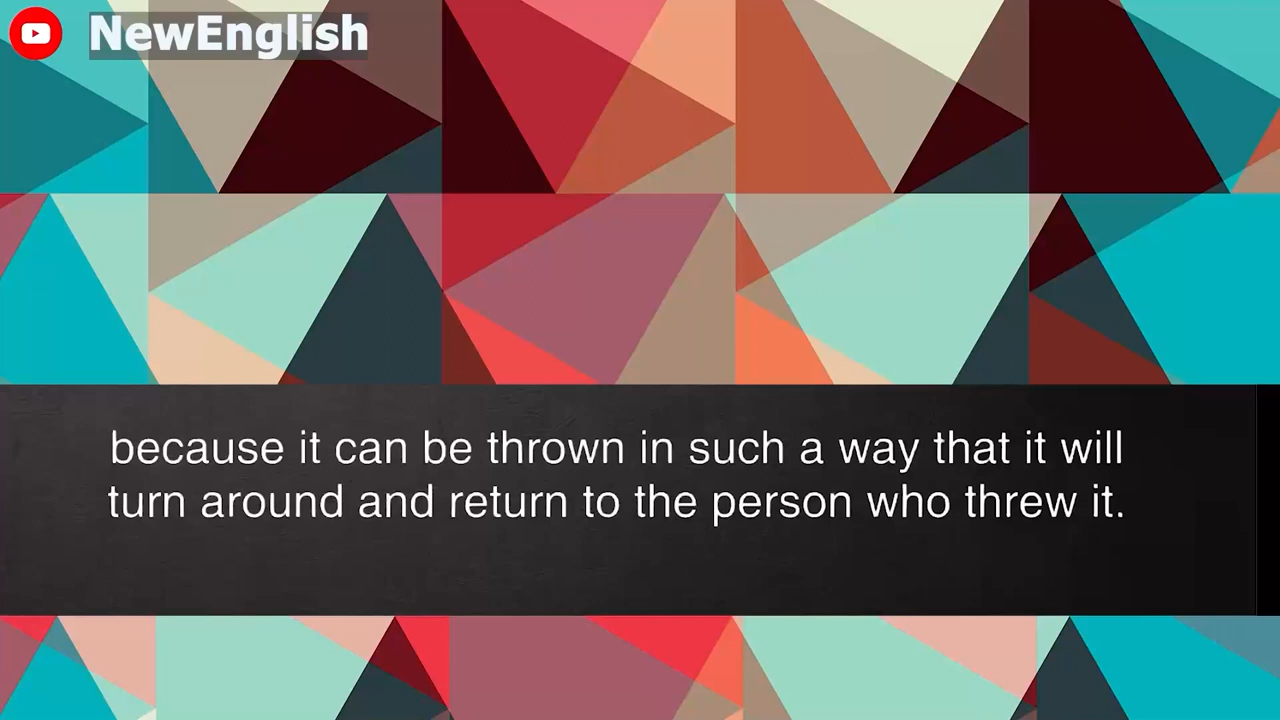 NewEnglish
because it can be thrown in such a way that it will
turn around and return to the person who threw it.